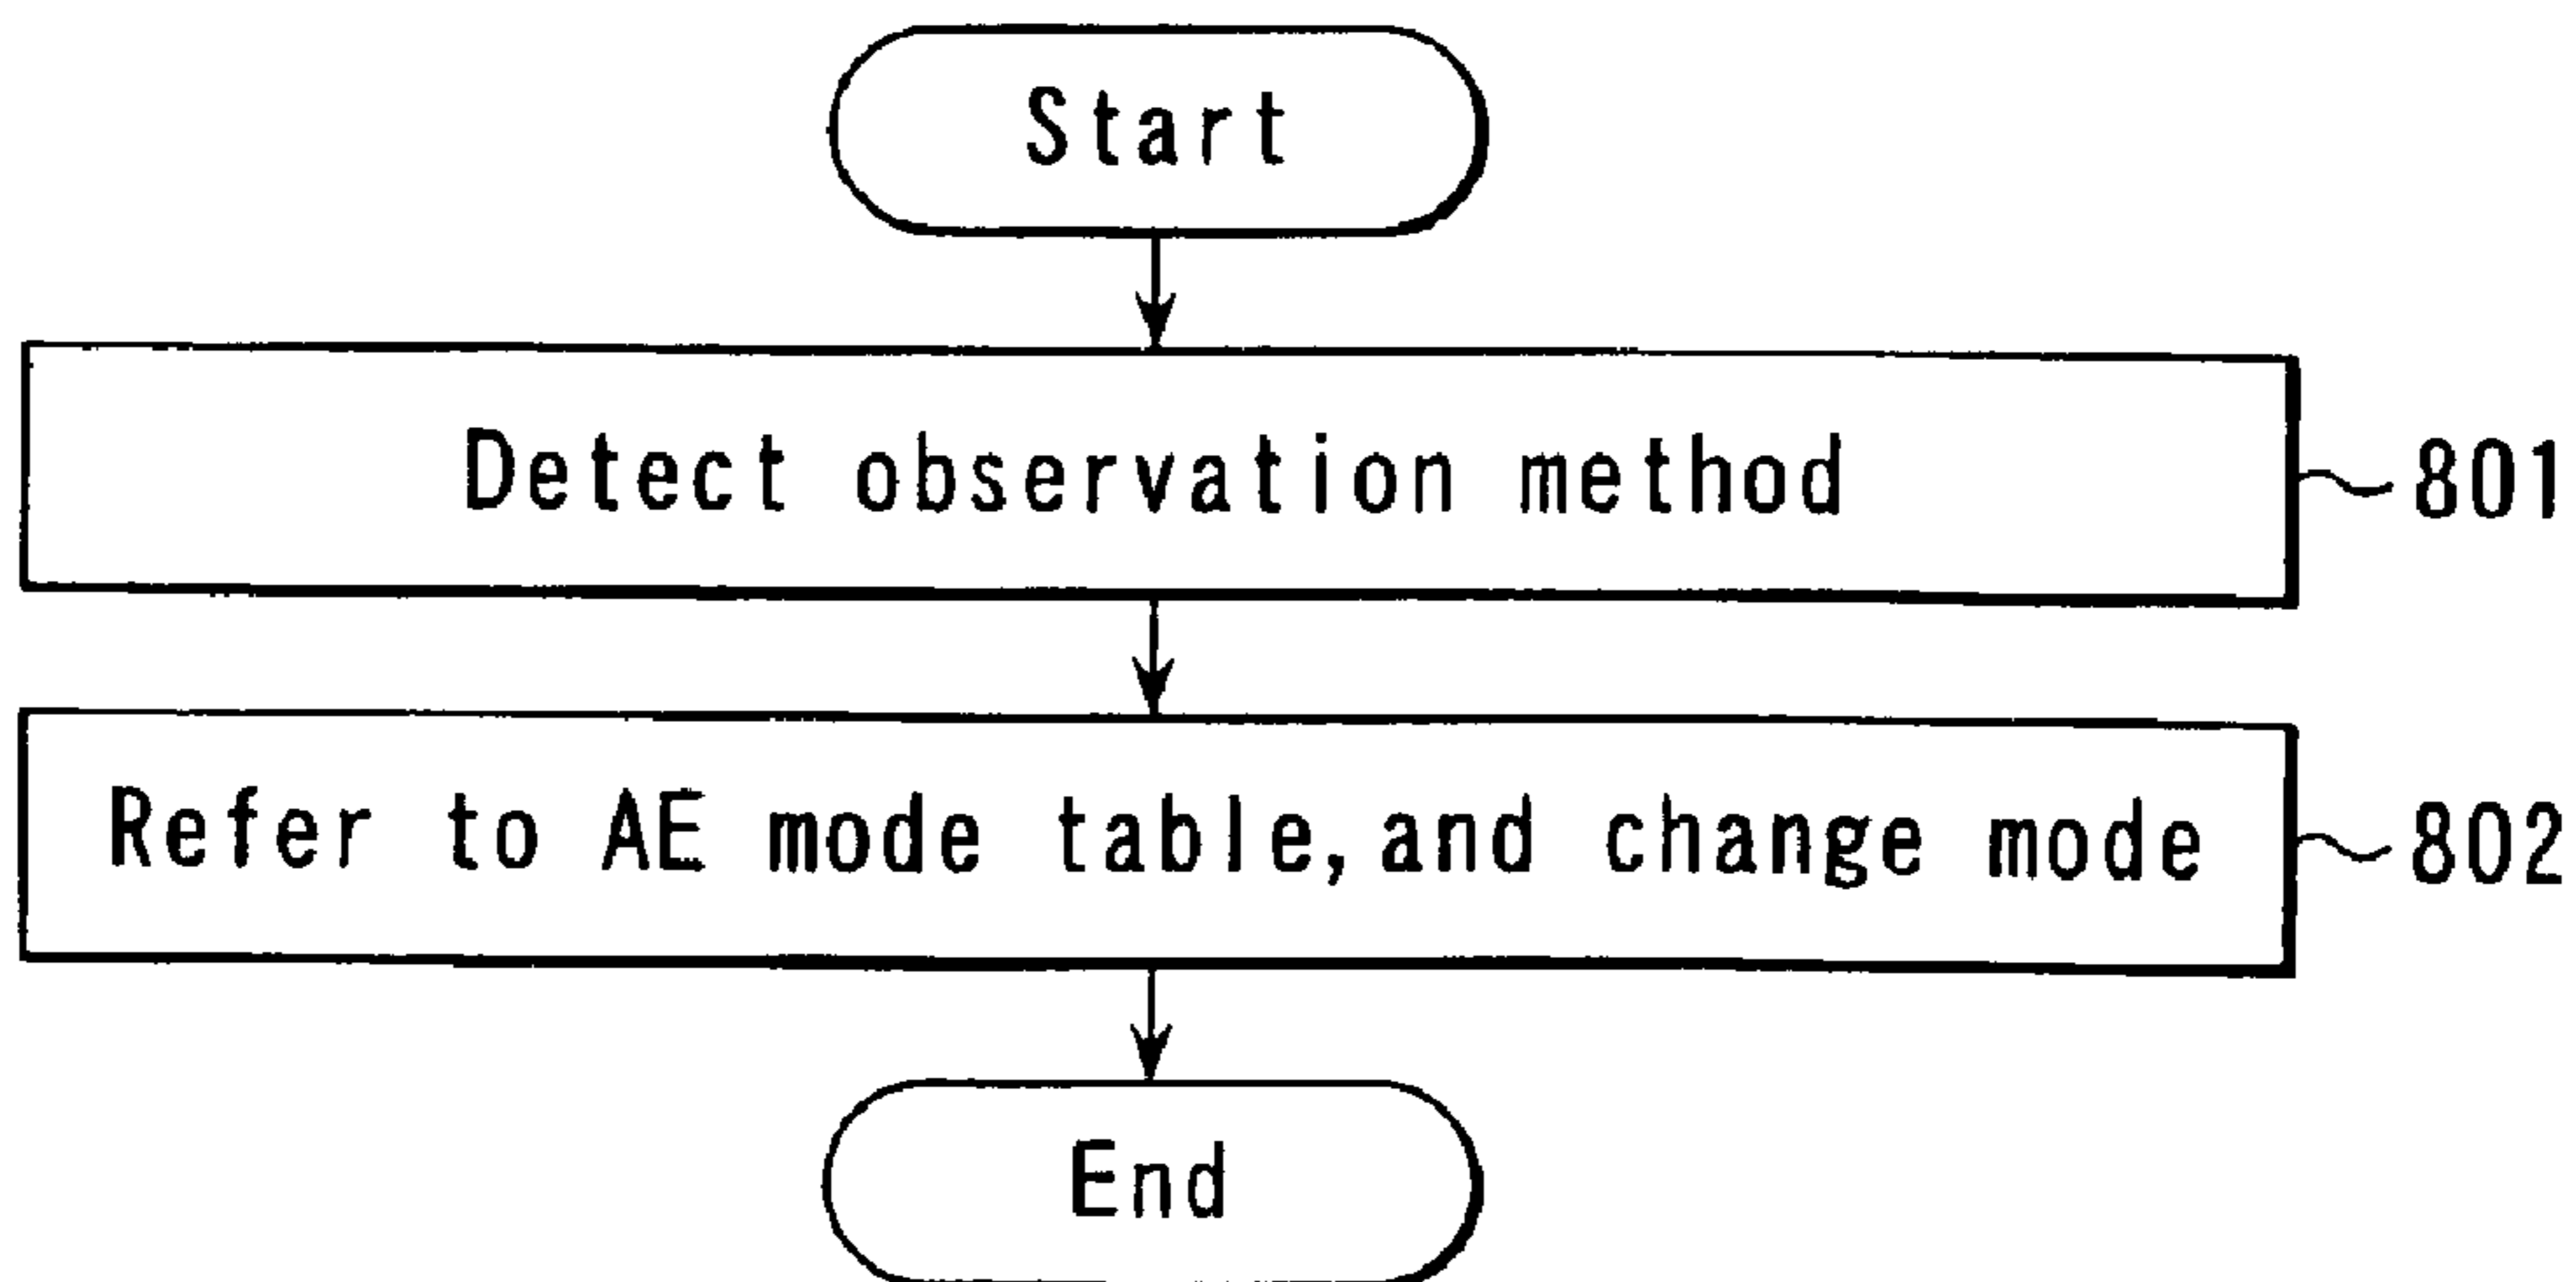 Start
Detect observation method
801
Refer to AE mode table, and change mode
802
End